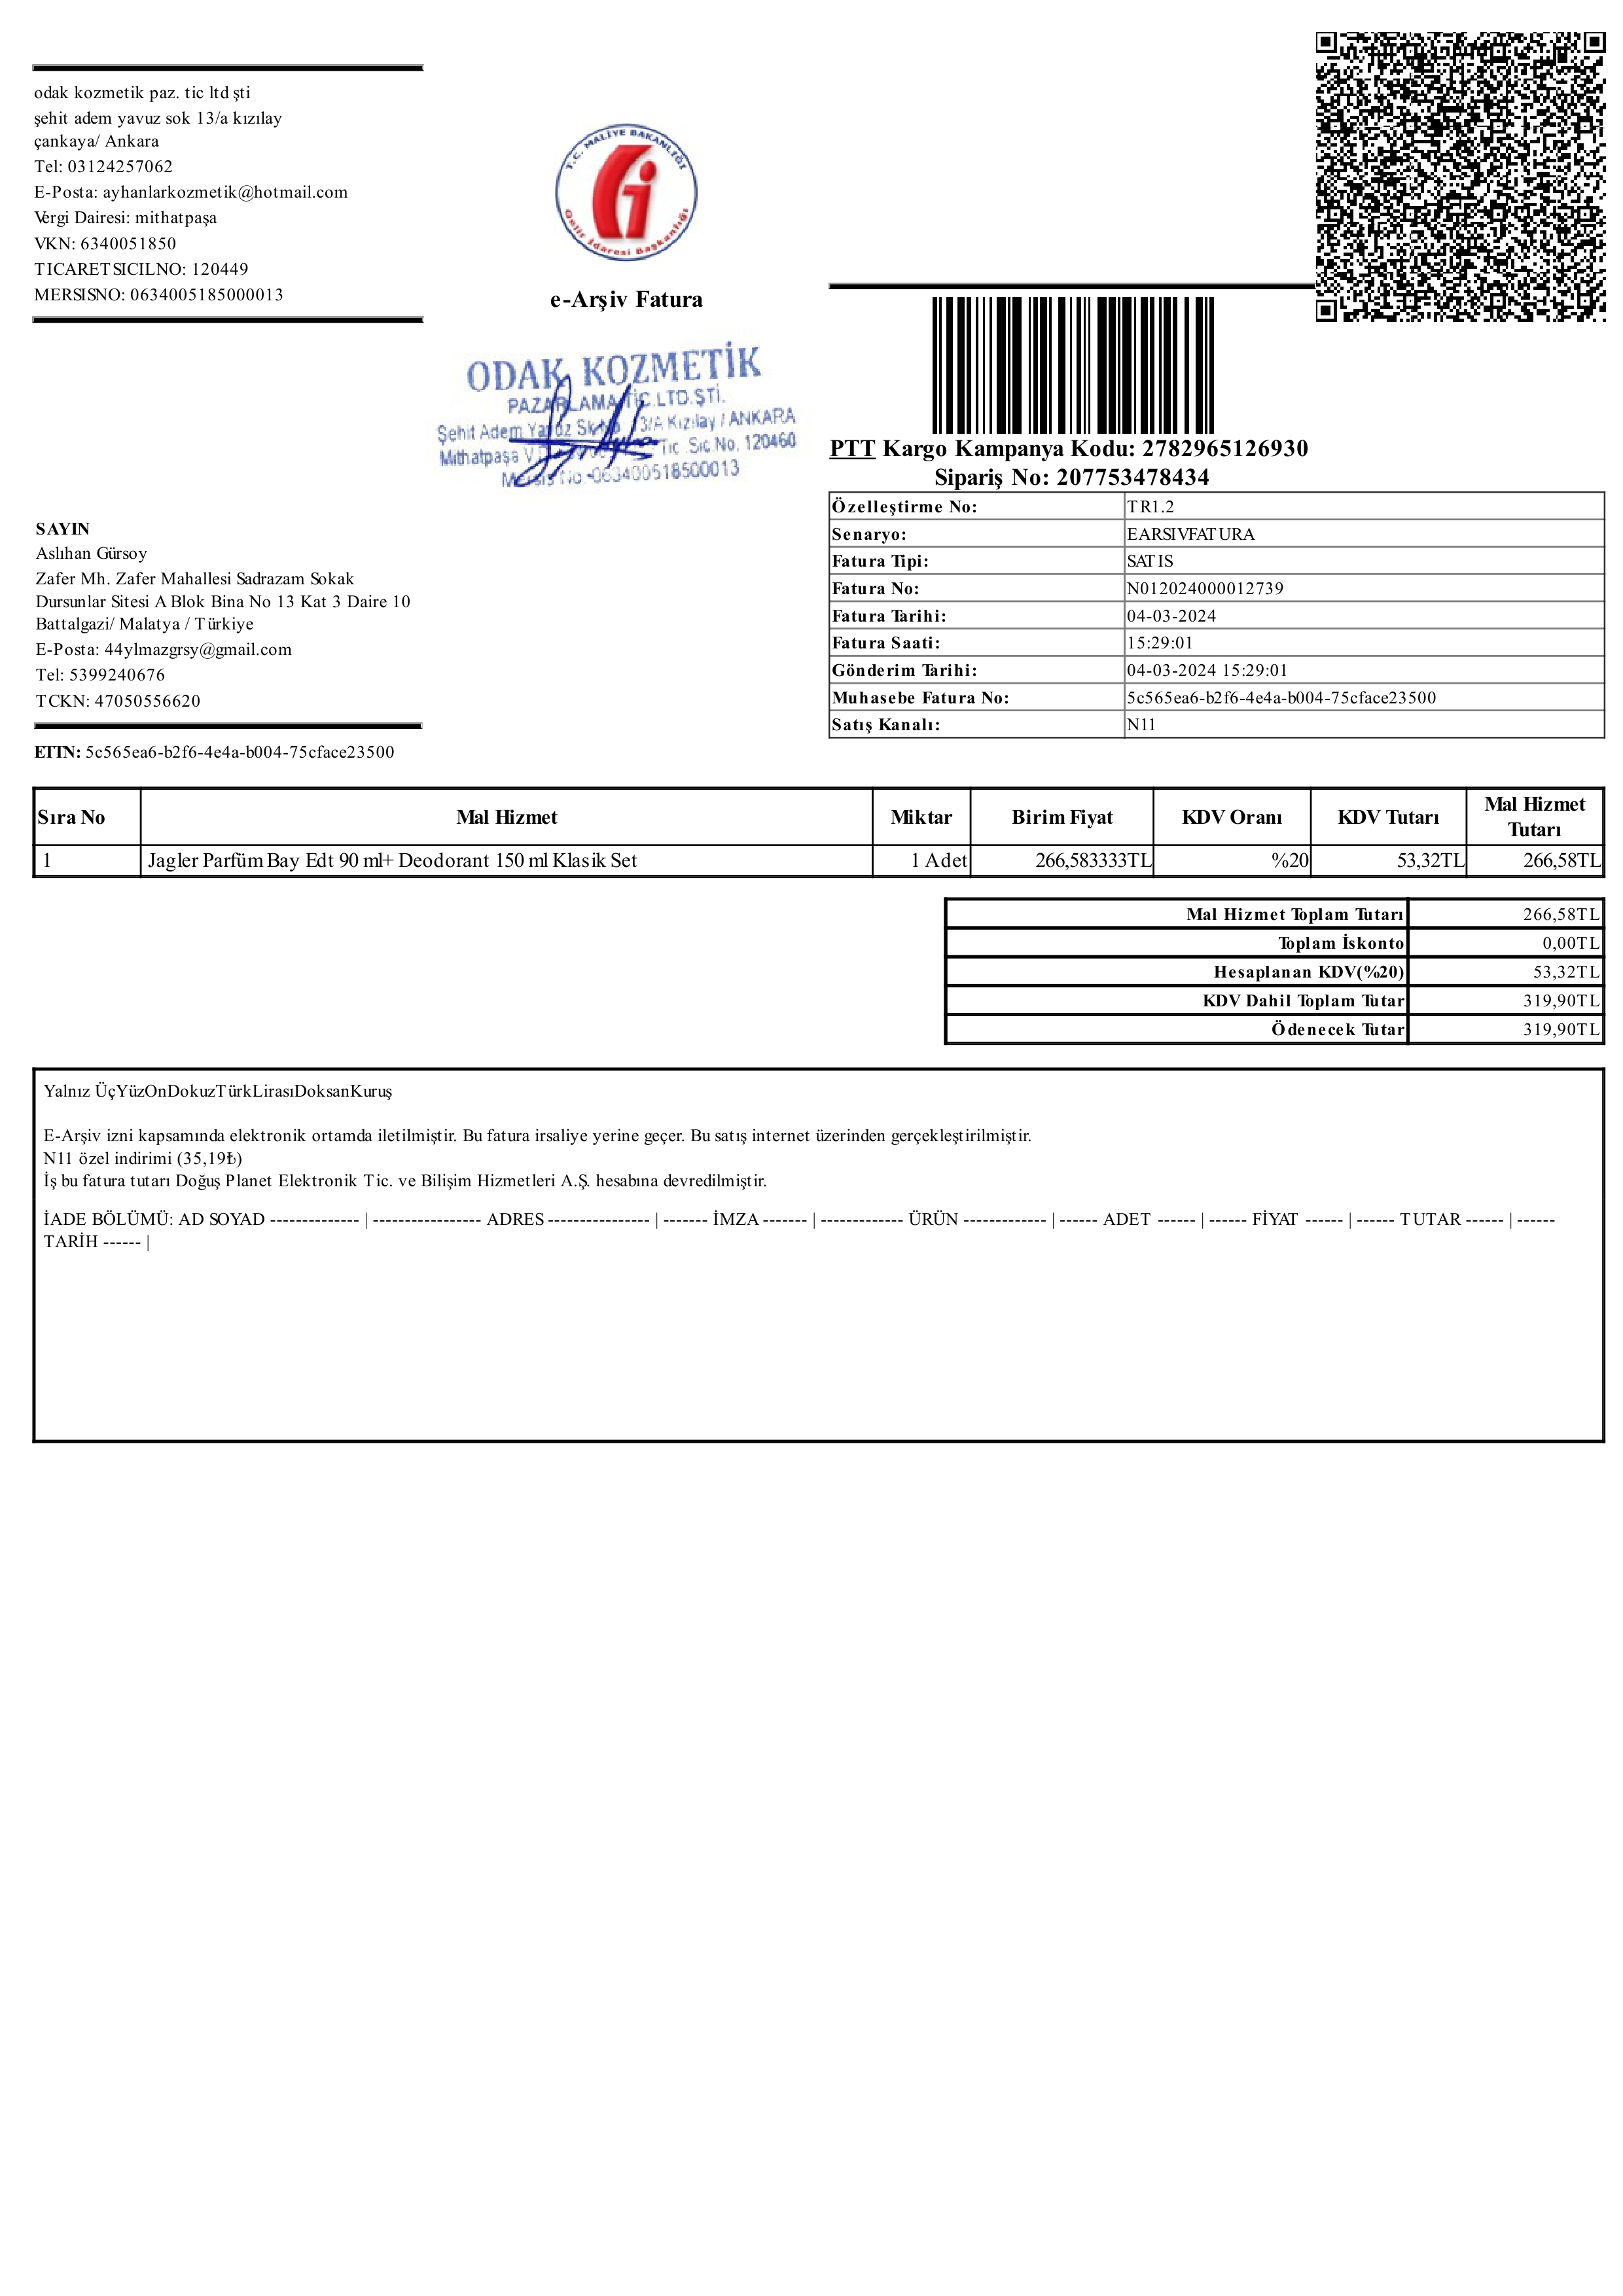 odak kozmetik paz. tic ltd şti
şehit adem yavuz sok 13/a kızılay
çankaya/ Ankara
Tel: 03124257062
E-Posta: ayhanlarkozmetik@hotmail.com
Vergi Dairesi: mithatpaşa
VKN: 6340051850
TICARETSICILNO: 120449
MERSISNO: 0634005185000013
T.C. MALİYE BAKANLIĞI
Gelir İdaresi Başkanlığı
e-Arşiv Fatura
ODAK KOZMETİK
PAZARLAMA TİC.LTD.ŞTİ.
Şehit Adem Yavuz Sk. 13/A Kızılay / ANKARA
Mithatpaşa V Tic. Sic.No. 120460
Mersis No 063400518500013
PTT Kargo Kampanya Kodu: 2782965126930
Sipariş No: 207753478434
Özelleştirme No: TR1.2
Senaryo: EARSIVFATURA
Fatura Tipi: SATIS
Fatura No: N012024000012739
Fatura Tarihi: 04-03-2024
Fatura Saati: 15:29:01
Gönderim Tarihi: 04-03-2024 15:29:01
Muhasebe Fatura No: 5c565ea6-b2f6-4e4a-b004-75cface23500
Satış Kanalı: N11
SAYIN
Aslıhan Gürsoy
Zafer Mh. Zafer Mahallesi Sadrazam Sokak
Dursunlar Sitesi A Blok Bina No 13 Kat 3 Daire 10
Battalgazi/ Malatya / Türkiye
E-Posta: 44ylmazgrsy@gmail.com
Tel: 5399240676
TCKN: 47050556620
ETTN: 5c565ea6-b2f6-4e4a-b004-75cface23500
Sıra No Mal Hizmet Miktar Birim Fiyat KDV Oranı KDV Tutarı Mal Hizmet Tutarı
1 Jagler Parfüm Bay Edt 90 ml+ Deodorant 150 ml Klasik Set 1 Adet 266,583333TL %20 53,32TL 266,58TL
Mal Hizmet Toplam Tutarı 266,58TL
Toplam İskonto 0,00TL
Hesaplanan KDV(%20) 53,32TL
KDV Dahil Toplam Tutar 319,90TL
Ödenecek Tutar 319,90TL
Yalnız ÜçYüzOnDokuzTürkLirasıDoksanKuruş
E-Arşiv izni kapsamında elektronik ortamda iletilmiştir. Bu fatura irsaliye yerine geçer. Bu satış internet üzerinden gerçekleştirilmiştir.
N11 özel indirimi (35,19₺)
İş bu fatura tutarı Doğuş Planet Elektronik Tic. ve Bilişim Hizmetleri A.Ş. hesabına devredilmiştir.
İADE BÖLÜMÜ: AD SOYAD -------------- | ----------------- ADRES ---------------- | ------- İMZA ------- | ------------- ÜRÜN ------------- | ------ ADET ------ | ------ FİYAT ------ | ------ TUTAR ------ | ------
TARİH ------ |